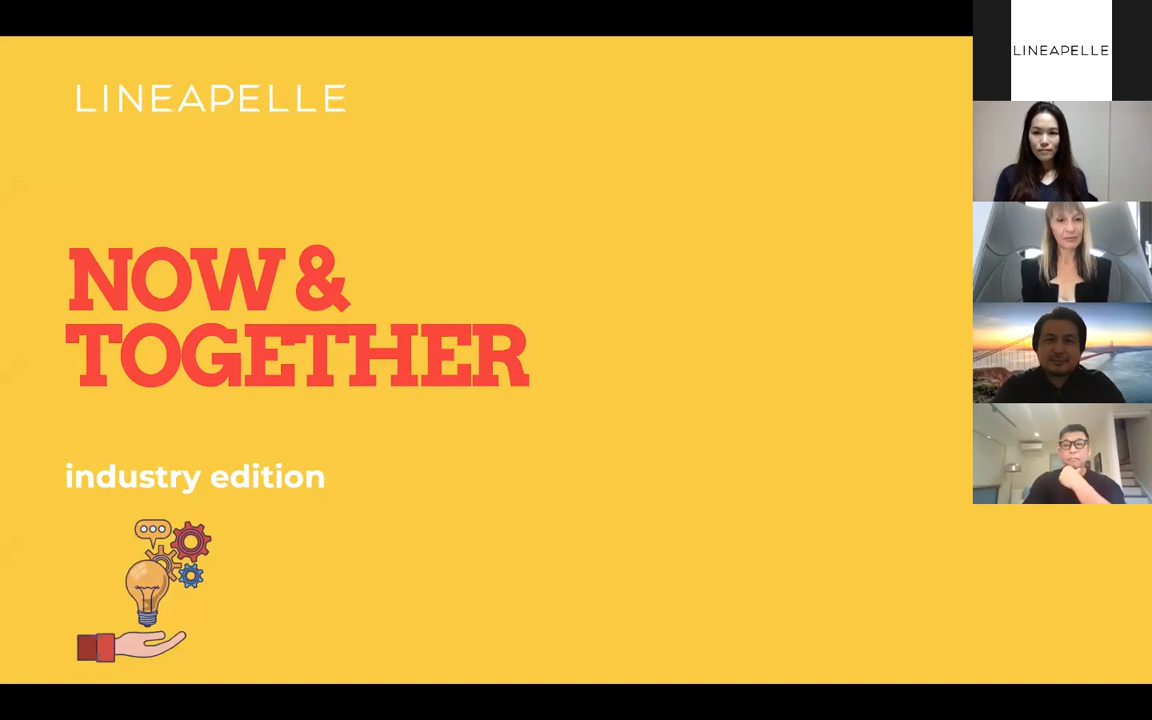 LINEAPELLE
NOW &
TOGETHER
industry edition
LINEAPELLE